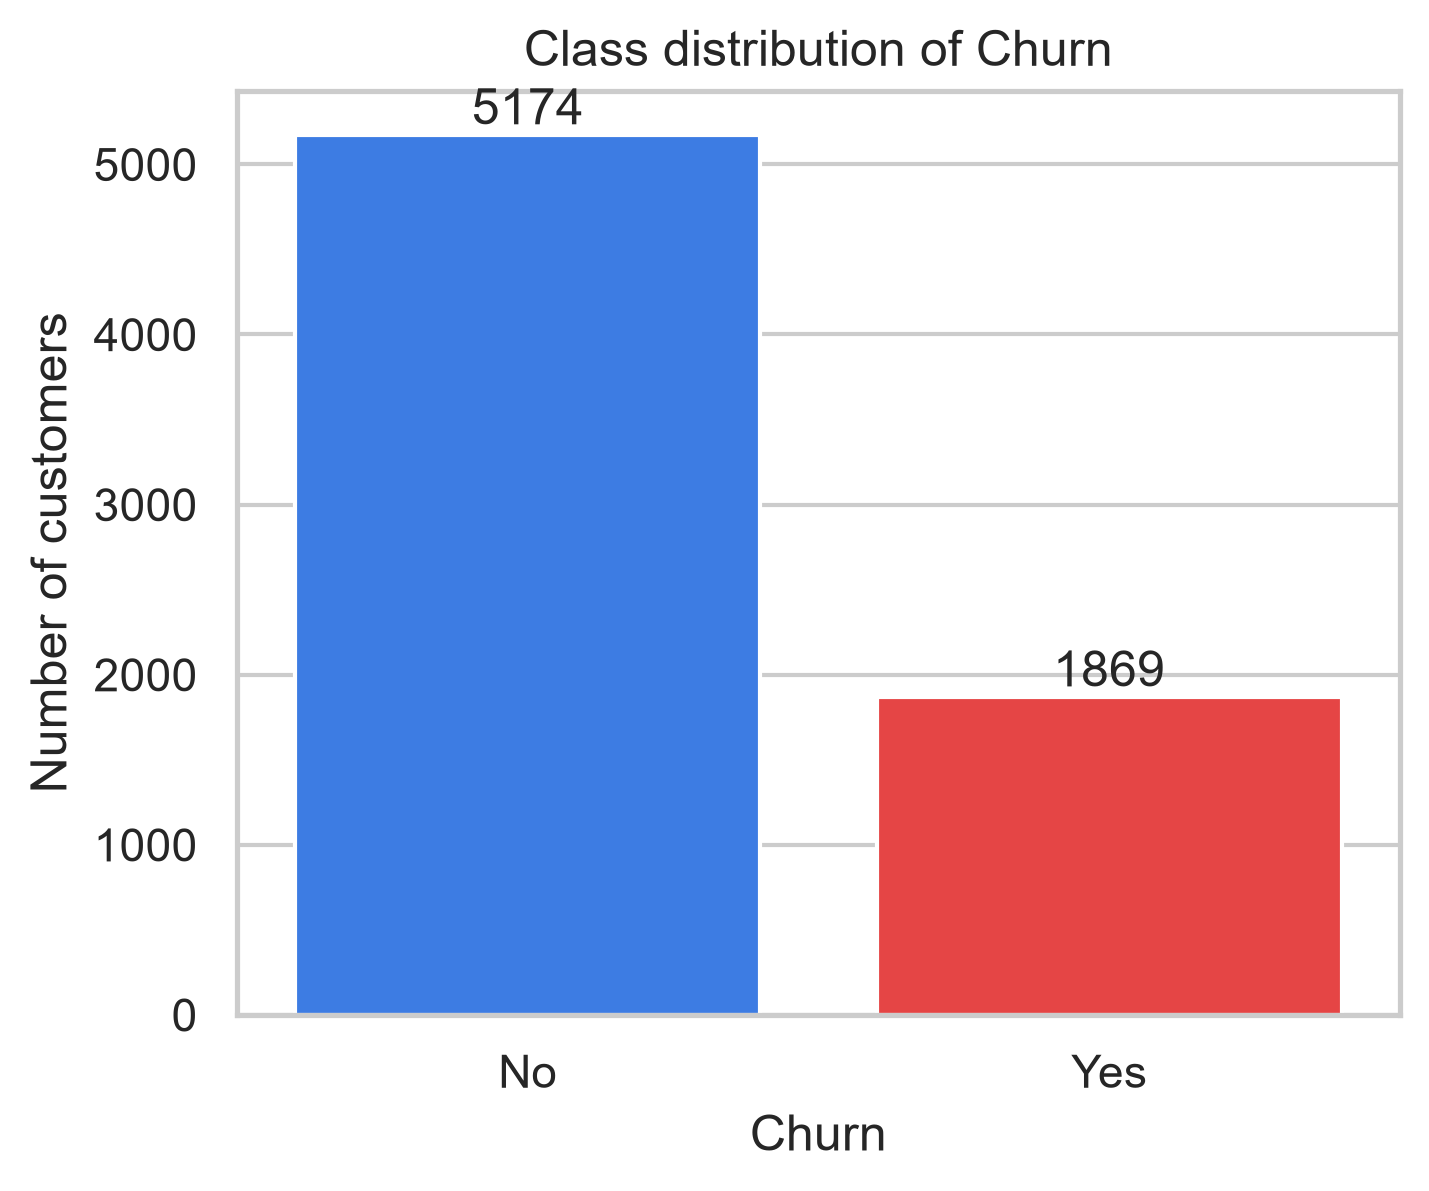 Class distribution of Churn
5174
5000
4000
3000
2000
1869
1000
0
Number of customers
No
Yes
Churn